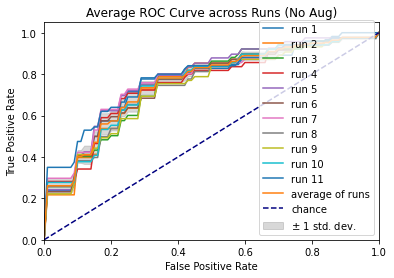 Average ROC Curve across Runs (No Aug)
True Positive Rate
1.0
0.8
0.6
0.4
0.2
0.0
run 1
run 2
run 3
run 4
run 5
run 6
run 7
run 8
run 9
run 10
run 11
average of runs
chance
± 1 std. dev.
0.0 0.2 0.4 0.6 0.8 1.0
False Positive Rate